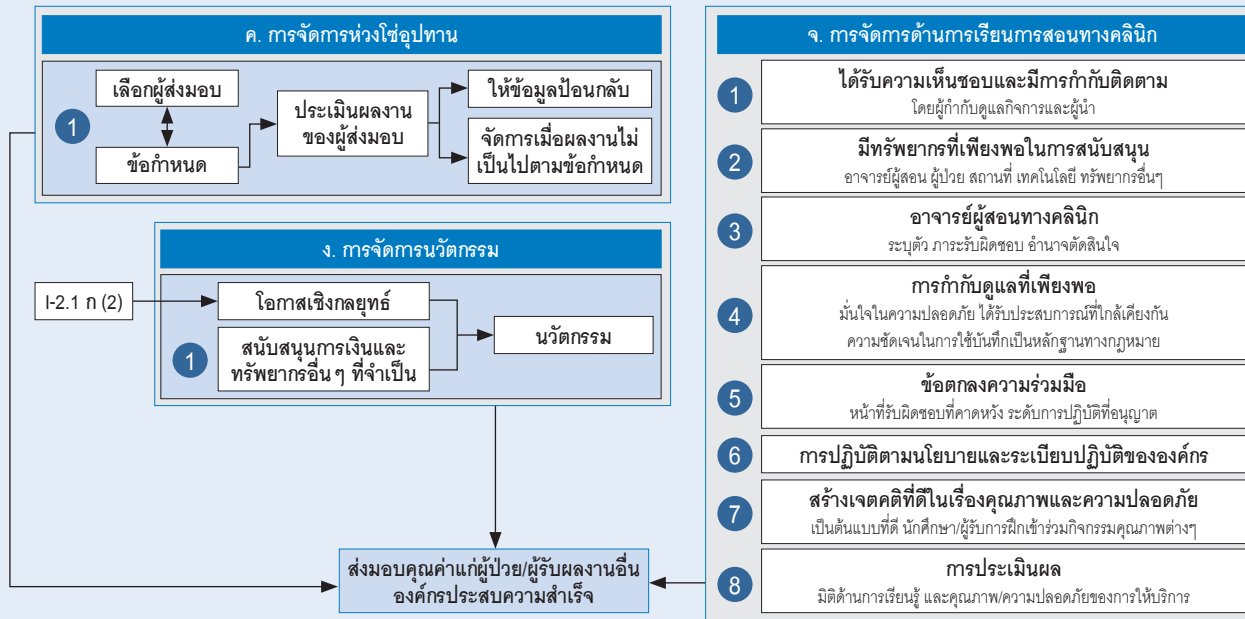 ค. การจัดการห่วงโซ่อุปทาน
1
เลือกผู้ส่งมอบ
ข้อกำหนด
ประเมินผลงาน
ของผู้ส่งมอบ
ให้ข้อมูลป้อนกลับ
จัดการเมื่อผลงานไม่
เป็นไปตามข้อกำหนด
ง. การจัดการนวัตกรรม
I-2.1 ก (2)
โอกาสเชิงกลยุทธ์
1
สนับสนุนการเงินและ
ทรัพยากรอื่นๆ ที่จำเป็น
นวัตกรรม
ส่งมอบคุณค่าแก่ผู้ป่วย/ผู้รับผลงานอื่น
องค์กรประสบความสำเร็จ
จ. การจัดการด้านการเรียนการสอนทางคลินิก
1
ได้รับความเห็นชอบและมีการกำกับติดตาม
โดยผู้กำกับดูแลกิจการและผู้นำ
2
มีทรัพยากรที่เพียงพอในการสนับสนุน
อาจารย์ผู้สอน ผู้ป่วย สถานที่ เทคโนโลยี ทรัพยากรอื่นๆ
3
อาจารย์ผู้สอนทางคลินิก
ระบุตัว ภาระรับผิดชอบ อำนาจตัดสินใจ
4
การกำกับดูแลที่เพียงพอ
มั่นใจในความปลอดภัย ได้รับประสบการณ์ที่ใกล้เคียงกัน
ความชัดเจนในการใช้บันทึกเป็นหลักฐานทางกฎหมาย
5
ข้อตกลงความร่วมมือ
หน้าที่รับผิดชอบที่คาดหวัง ระดับการปฏิบัติที่อนุญาต
6
การปฏิบัติตามนโยบายและระเบียบปฏิบัติขององค์กร
7
สร้างเจตคติที่ดีในเรื่องคุณภาพและความปลอดภัย
เป็นต้นแบบที่ดี นักศึกษา/ผู้รับการฝึกเข้าร่วมกิจกรรมคุณภาพต่างๆ
8
การประเมินผล
มิติด้านการเรียนรู้ และคุณภาพ/ความปลอดภัยของการให้บริการ